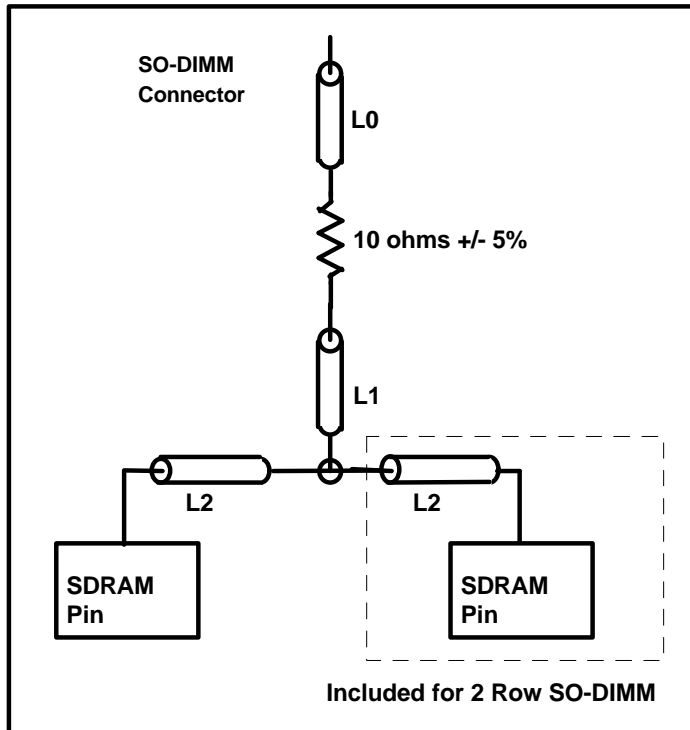 SO-DIMM
Connector
L0
10 ohms +/- 5%
L1
L2
L2
SDRAM
Pin
SDRAM
Pin
Included for 2 Row SO-DIMM